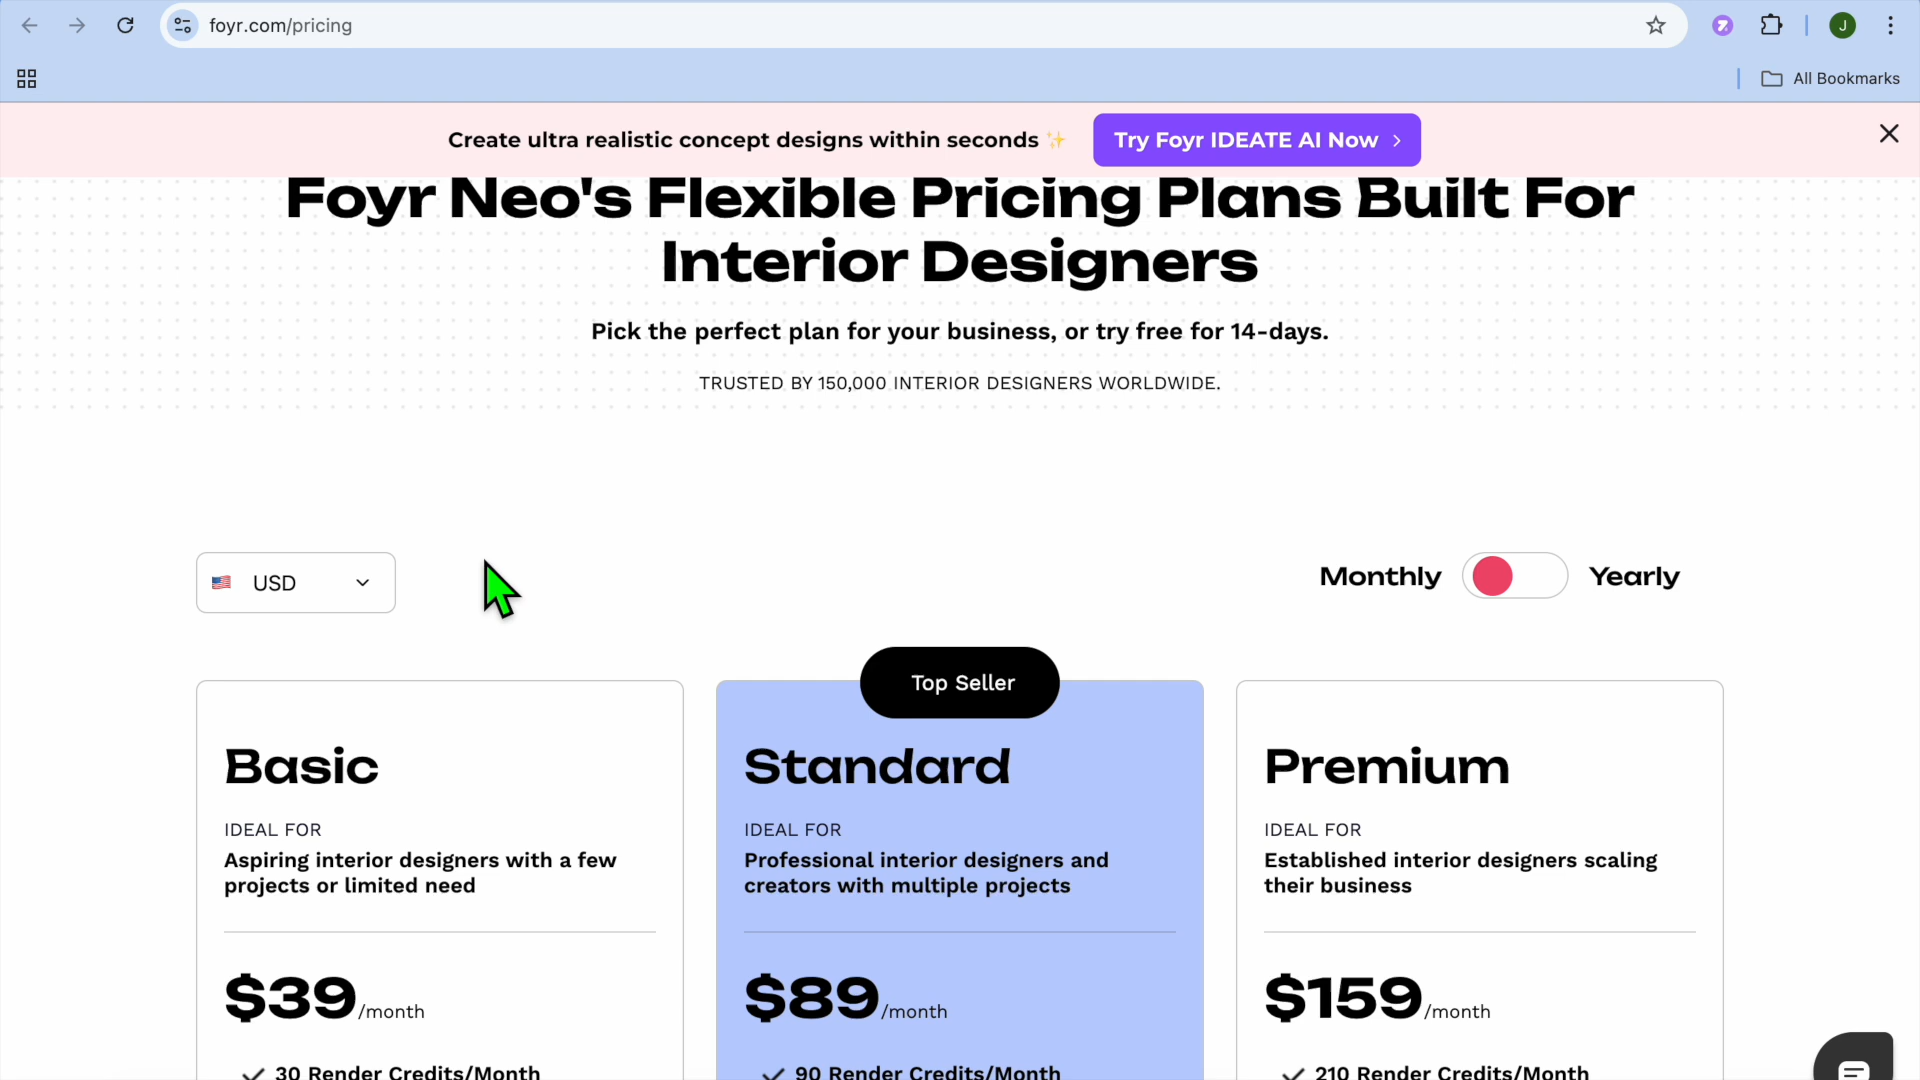 foyr.com/pricing
J
All Bookmarks
Create ultra realistic concept designs within seconds ✨
Try Foyr IDEATE AI Now
Foyr Neo's Flexible Pricing Plans Built For
Interior Designers
Pick the perfect plan for your business, or try free for 14-days.
TRUSTED BY 150,000 INTERIOR DESIGNERS WORLDWIDE.
USD
Monthly
Yearly
Top Seller
Basic
IDEAL FOR
Aspiring interior designers with a few
projects or limited need
$39/month
30 Render Credits/Month
Standard
IDEAL FOR
Professional interior designers and
creators with multiple projects
$89/month
90 Render Credits/Month
Premium
IDEAL FOR
Established interior designers scaling
their business
$159/month
210 Render Credits/Month